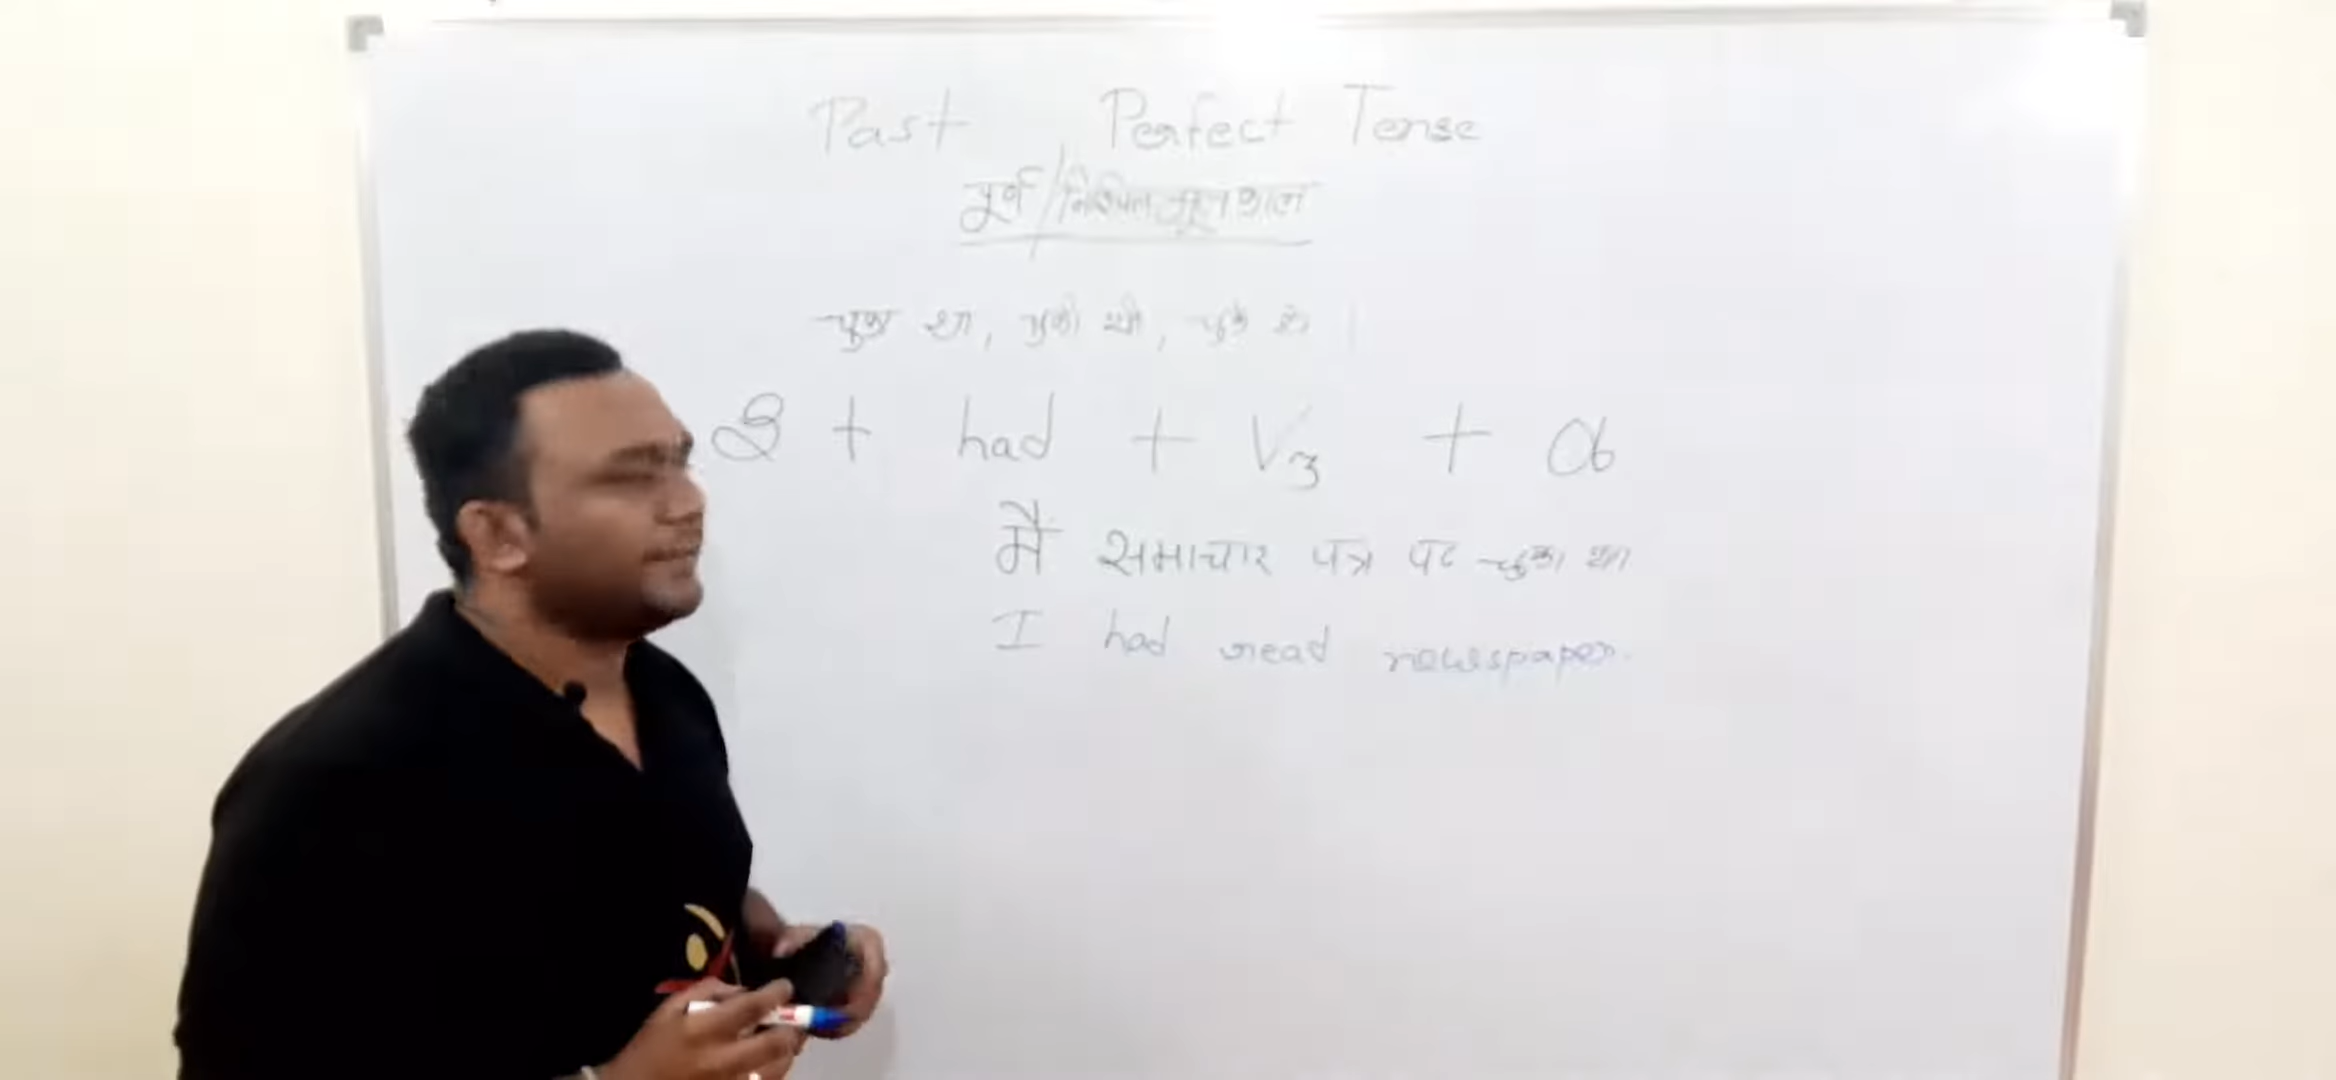 Past Perfect Tense
पूर्ण/निश्चित भूतकाल
चुका था, चुकी थी, चुके थे।
S + had + V3 + Ob
मैं समाचार पत्र पढ चुका था
I had read newspaper.